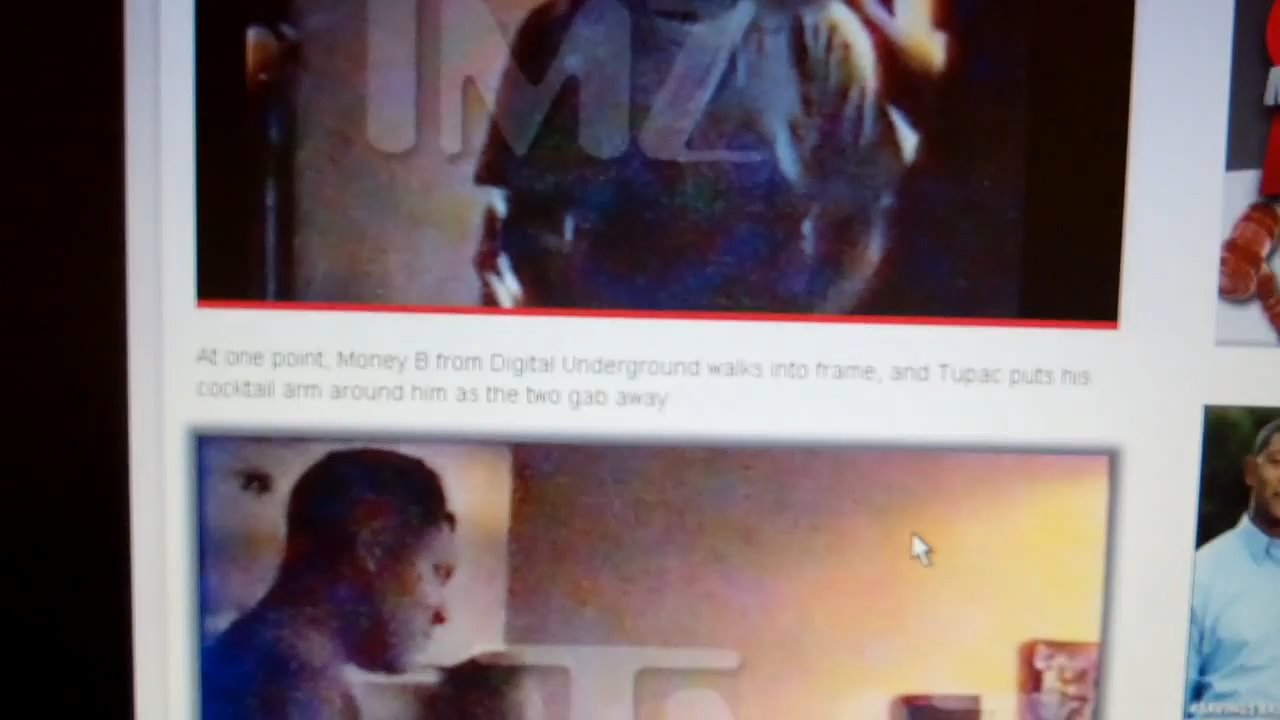 TMZ
At one point, Money B from Digital Underground walks into frame, and Tupac puts his
cocktail arm around him as the two gab away